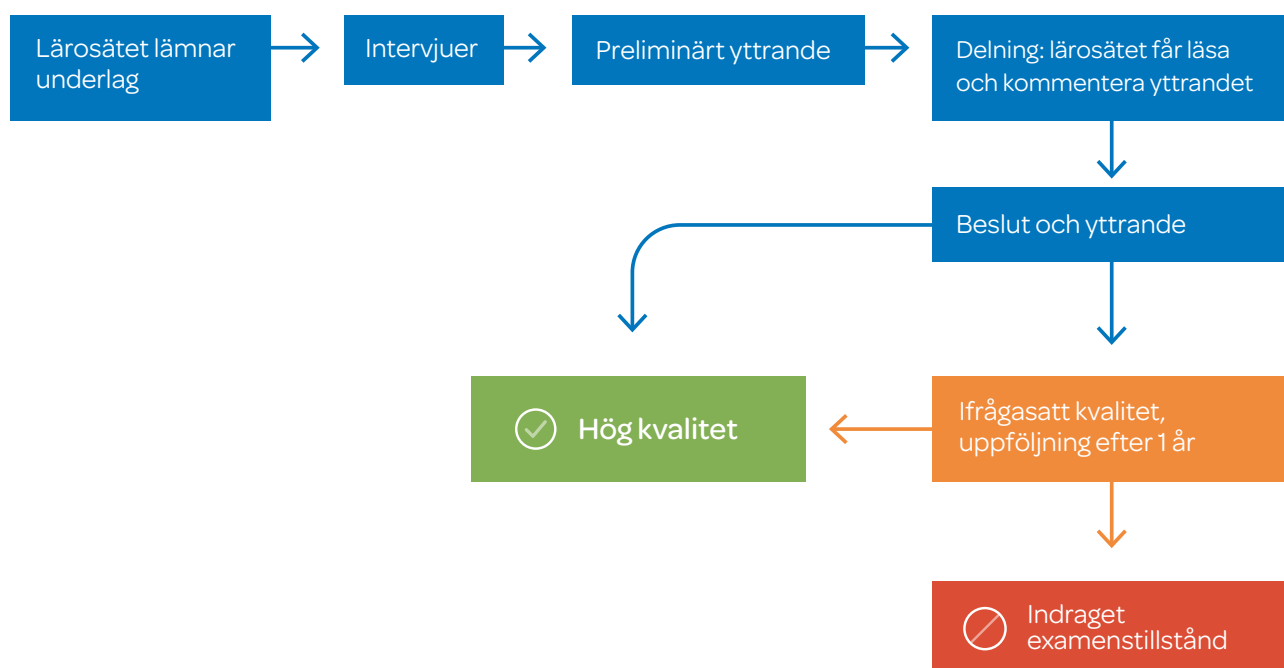 Lärosätet lämnar
underlag
Intervjuer
Preliminärt yttrande
Delning: lärosätet får läsa
och kommentera yttrandet
Beslut och yttrande
Hög kvalitet
Ifrågasatt kvalitet,
uppföljning efter 1 år
Indraget
examenstillstånd